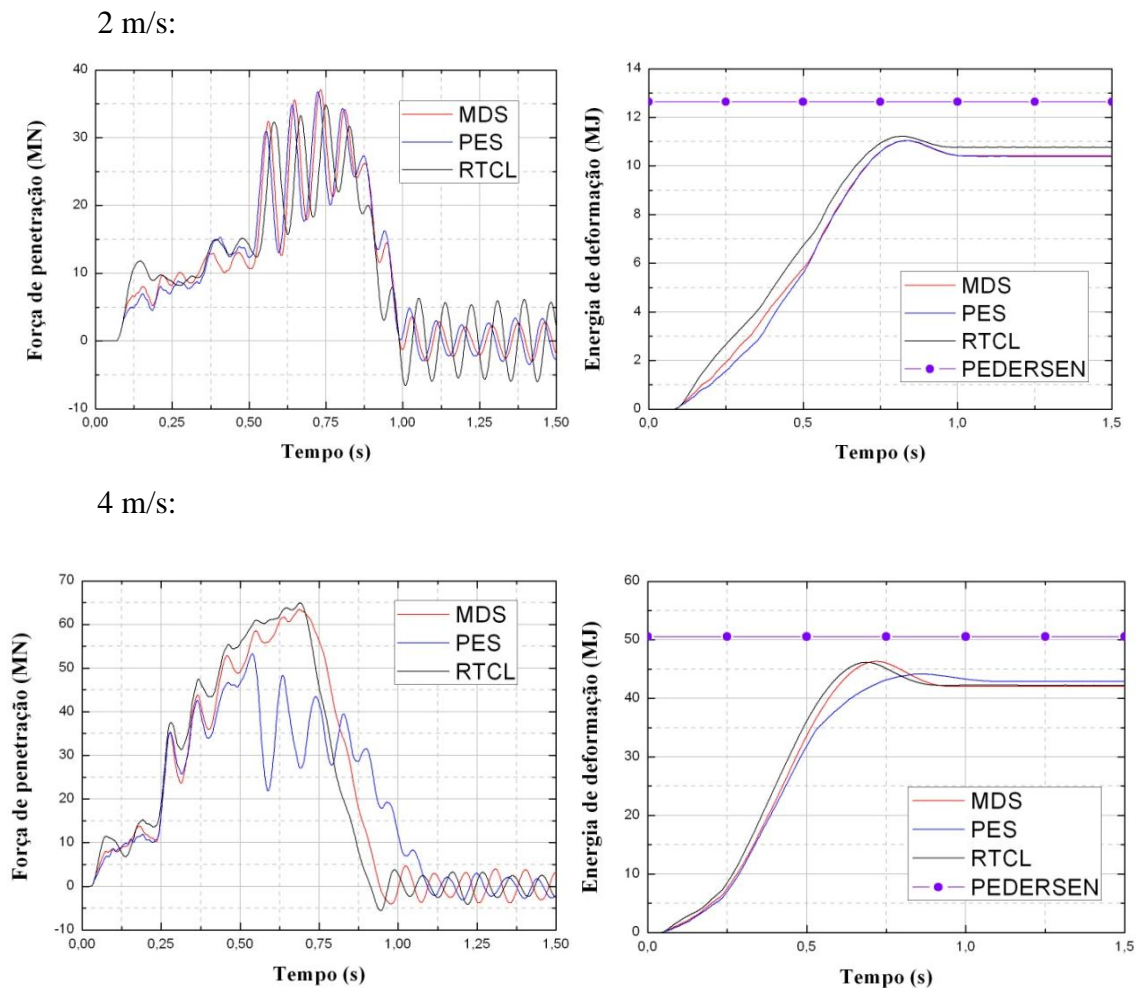 2 m/s:
Força de penetração (MN)
40
30
20
10
0
-10
0,00 0,25 0,50 0,75 1,00 1,25 1,50
Tempo (s)
MDS
PES
RTCL
Energia de deformação (MJ)
14
12
10
8
6
4
2
0
0,0 0,5 1,0 1,5
Tempo (s)
MDS
PES
RTCL
PEDERSEN
4 m/s:
Força de penetração (MN)
70
60
50
40
30
20
10
0
-10
0,00 0,25 0,50 0,75 1,00 1,25 1,50
Tempo (s)
MDS
PES
RTCL
Energia de deformação (MJ)
60
50
40
30
20
10
0
0,0 0,5 1,0 1,5
Tempo (s)
MDS
PES
RTCL
PEDERSEN